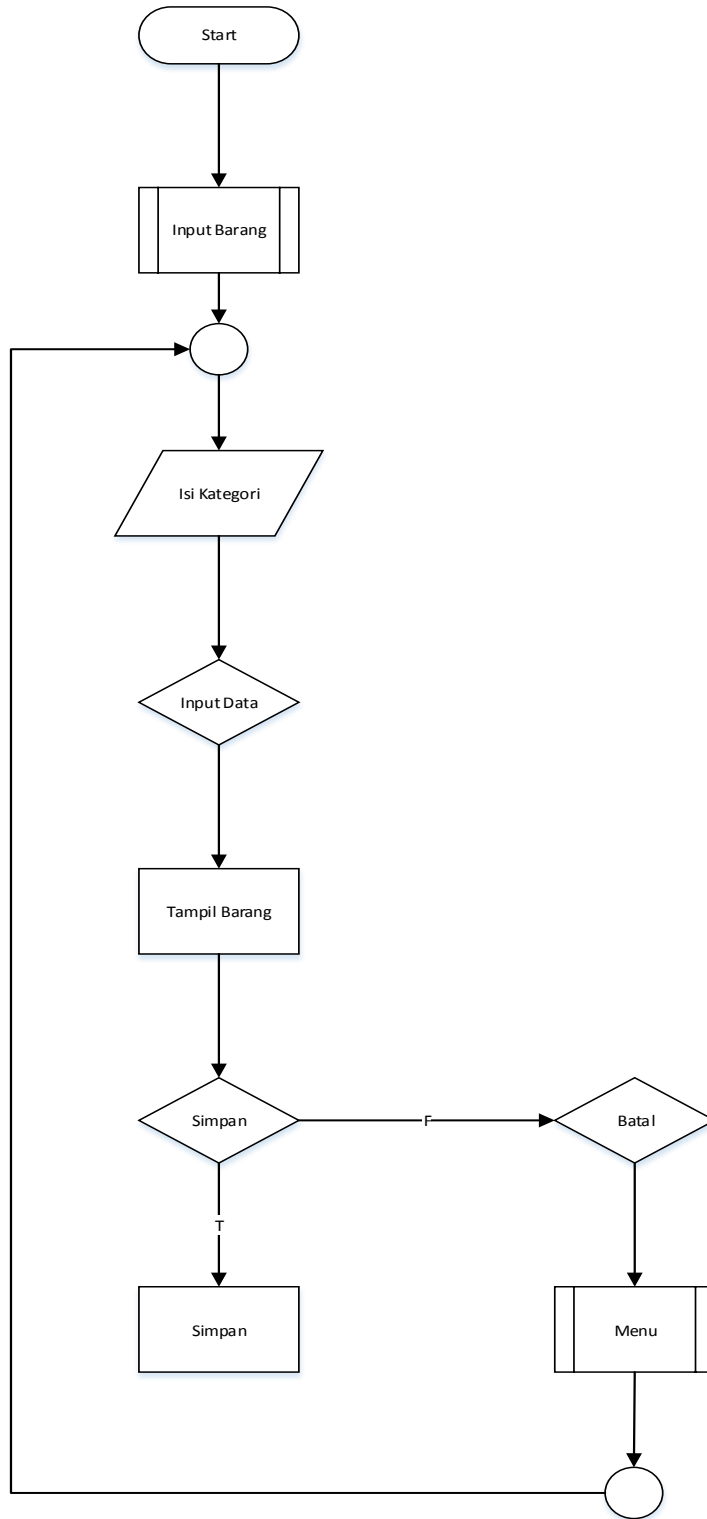 Start
Input Barang
Isi Kategori
Input Data
Tampil Barang
Simpan
F
Batal
T
Simpan
Menu